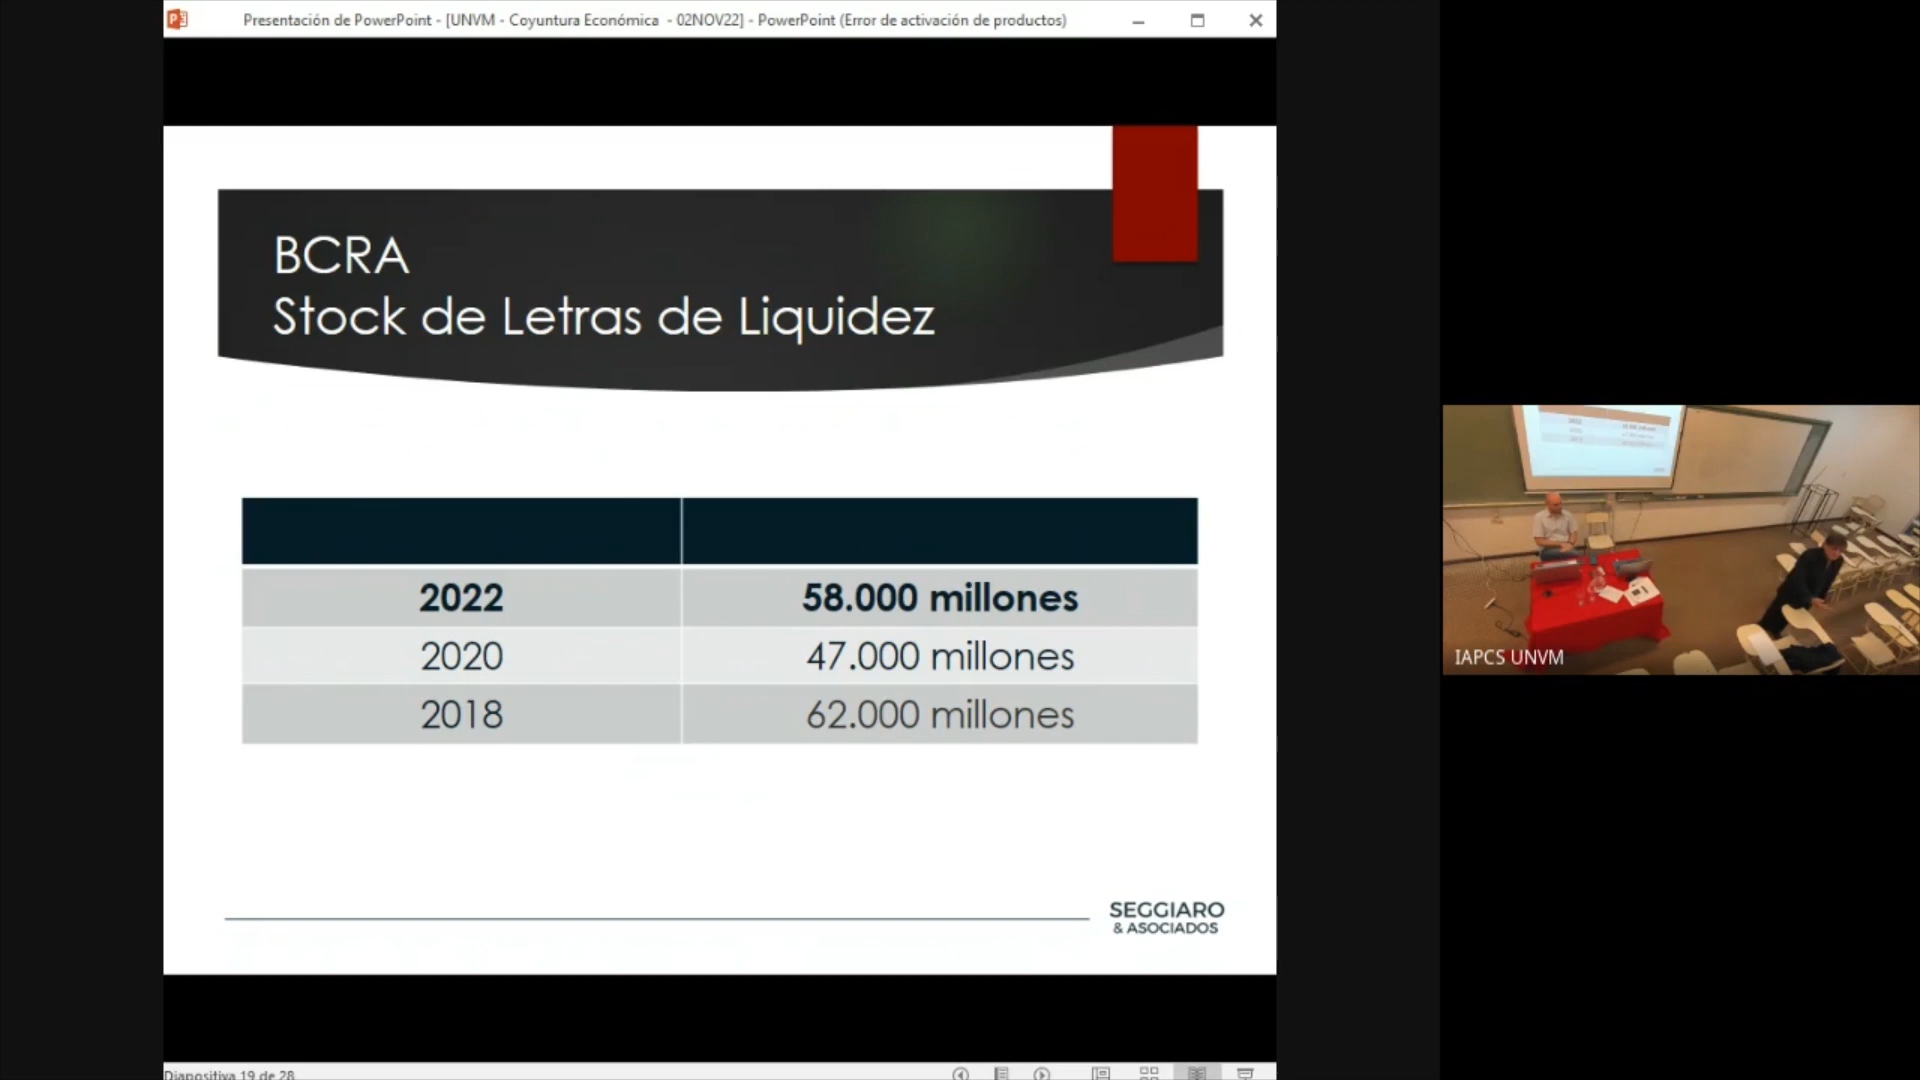 Presentación de PowerPoint - [UNVM - Coyuntura Económica - 02NOV22] - PowerPoint (Error de activación de productos)
BCRA
Stock de Letras de Liquidez
2022 58.000 millones
2020 47.000 millones
2018 62.000 millones
SEGGIARO
& ASOCIADOS
Diapositiva 19 de 28
IAPCS UNVM